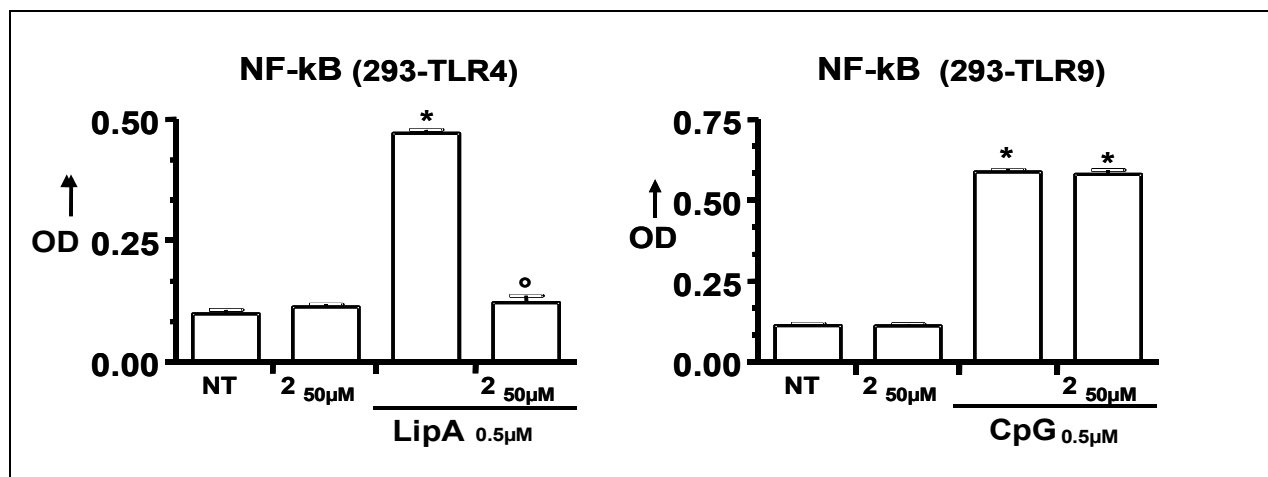 NF-kB (293-TLR4)
*
0.50
OD
0.25
°
0.00
NT
2 50µM
2 50µM
LipA 0.5µM
NF-kB (293-TLR9)
0.75
*
*
0.50
OD
0.25
0.00
NT
2 50µM
2 50µM
CpG 0.5µM